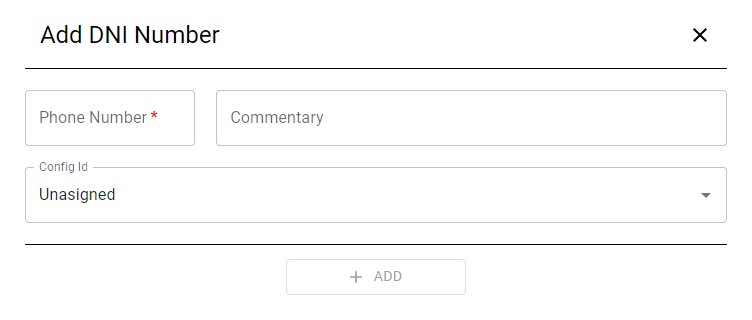 Add DNI Number
Phone Number *
Commentary
Config Id
Unasigned
ADD